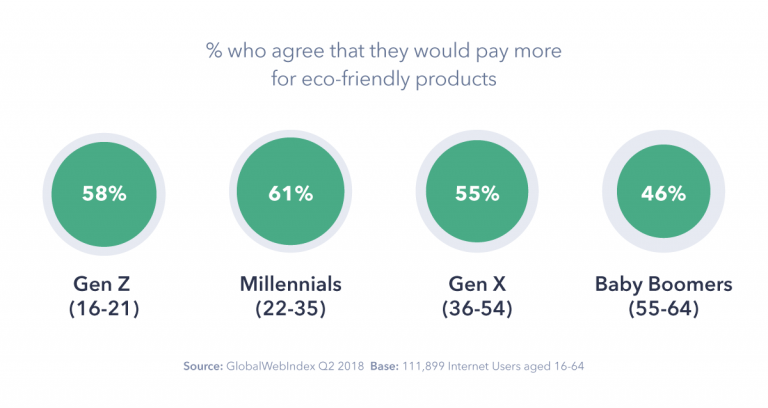 % who agree that they would pay more
for eco-friendly products
58%
61%
55%
46%
Gen Z
(16-21)
Millennials
(22-35)
Gen X
(36-54)
Baby Boomers
(55-64)
Source: GlobalWebIndex Q2 2018 Base: 111,899 Internet Users aged 16-64